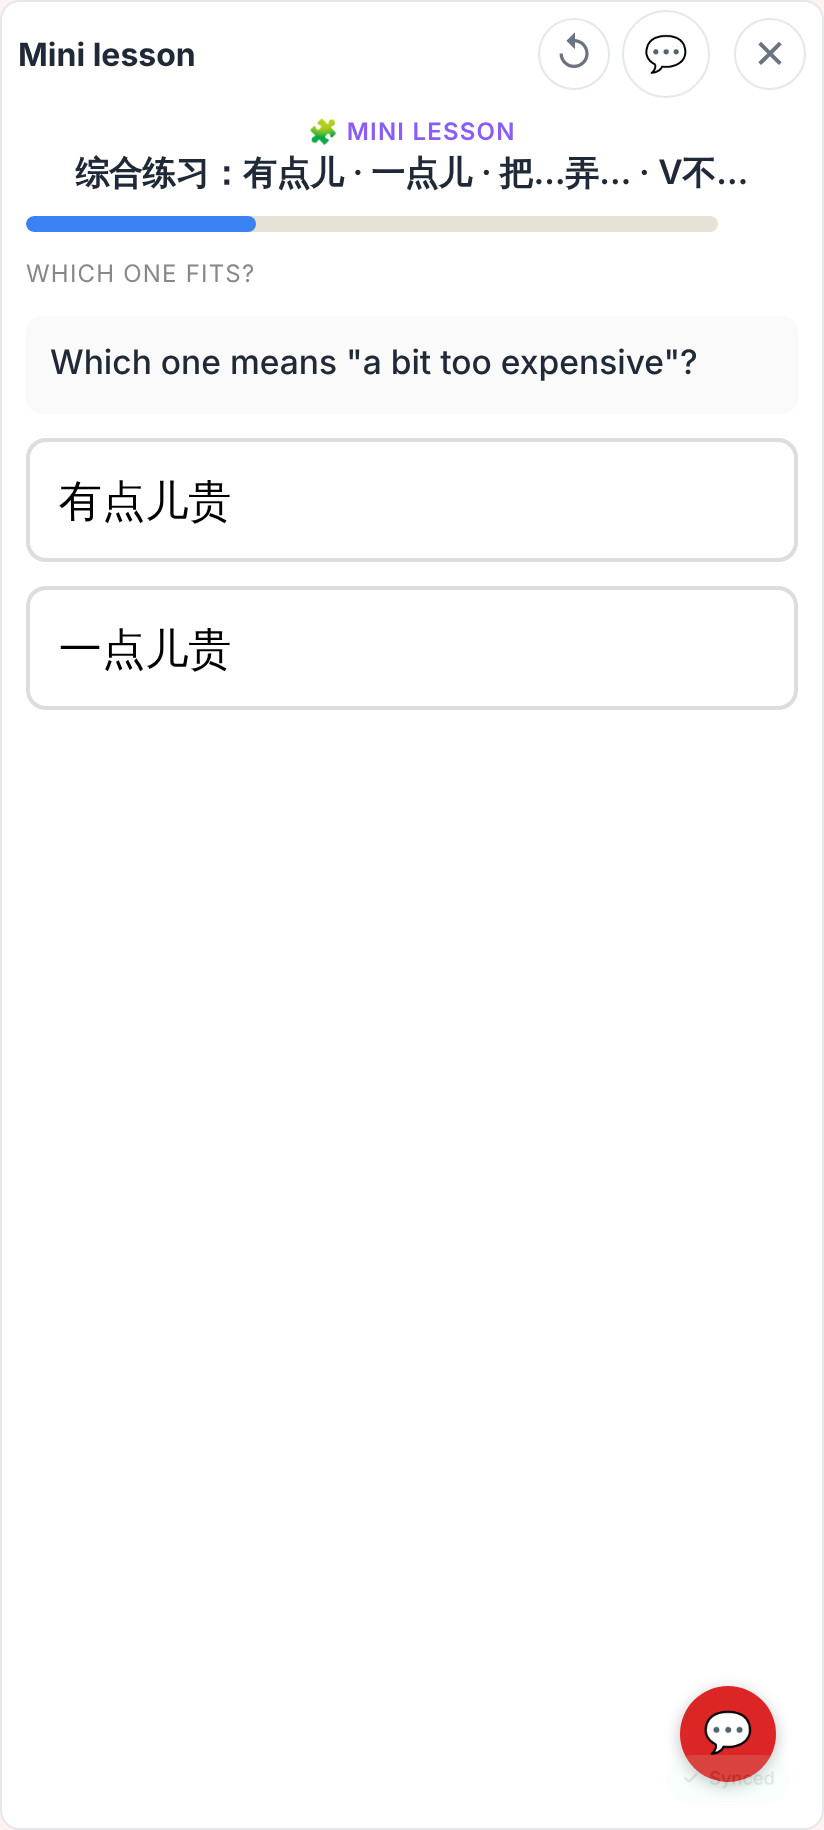 Mini lesson
🧩 MINI LESSON
综合练习：有点儿 · 一点儿 · 把…弄… · V不…
WHICH ONE FITS?
Which one means "a bit too expensive"?
有点儿贵
一点儿贵
✓ Synced